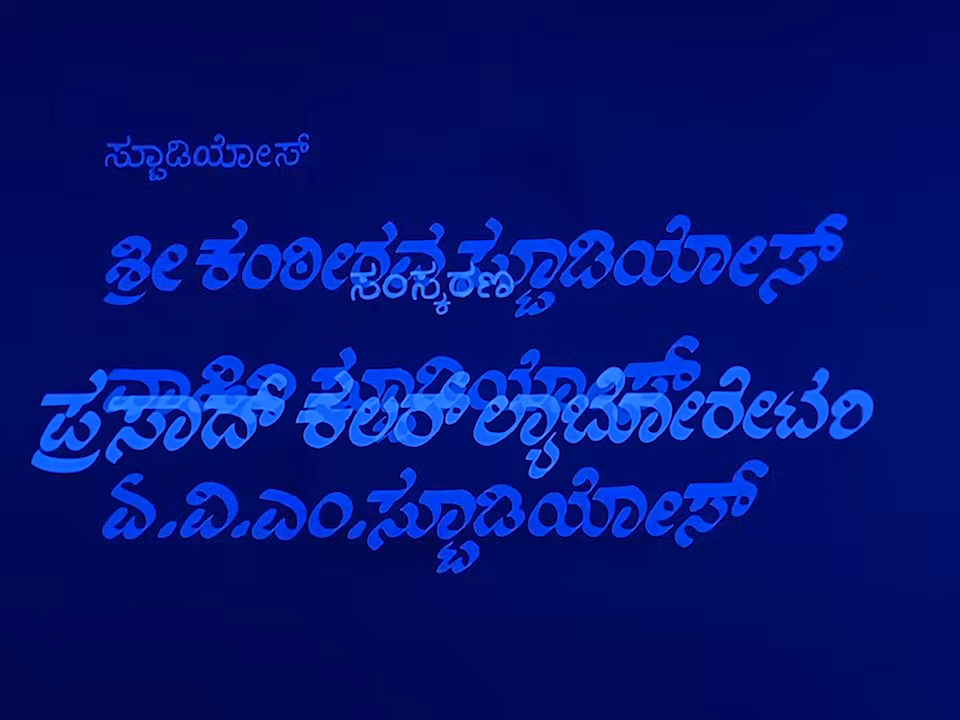 ಸ್ಟೂಡಿಯೋಸ್
ಶ್ರೀ ಕಂಠೀರವ ಸ್ಟೂಡಿಯೋಸ್
ಸಂಸ್ಕರಣ
ವಾಹಿನಿ ಸ್ಟೂಡಿಯೋಸ್
ಪ್ರಸಾದ್ ಕಲರ್ ಲ್ಯಾಬೋರೇಟರಿ
ಎ.ವಿ.ಎಂ.ಸ್ಟೂಡಿಯೋಸ್